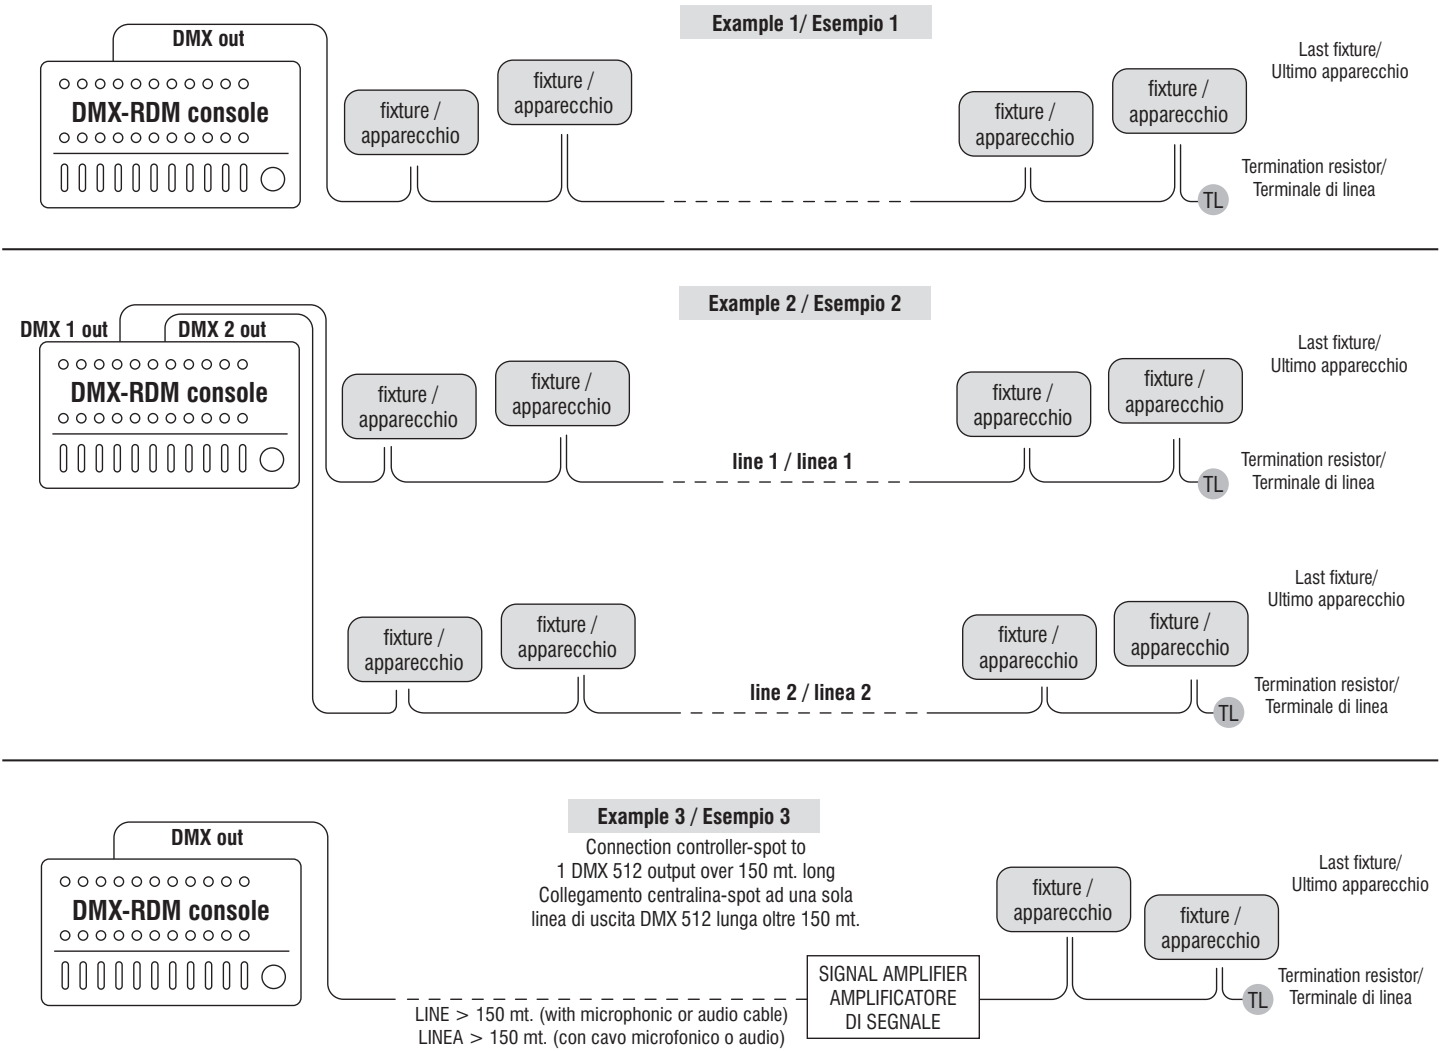 Example 1/ Esempio 1
DMX out
DMX-RDM console
fixture /
apparecchio
fixture /
apparecchio
fixture /
apparecchio
fixture /
apparecchio
Last fixture/
Ultimo apparecchio
Termination resistor/
Terminale di linea
TL
Example 2 / Esempio 2
DMX 1 out
DMX 2 out
DMX-RDM console
fixture /
apparecchio
fixture /
apparecchio
line 1 / linea 1
fixture /
apparecchio
fixture /
apparecchio
Last fixture/
Ultimo apparecchio
Termination resistor/
Terminale di linea
TL
fixture /
apparecchio
fixture /
apparecchio
line 2 / linea 2
fixture /
apparecchio
fixture /
apparecchio
Last fixture/
Ultimo apparecchio
Termination resistor/
Terminale di linea
TL
Example 3 / Esempio 3
Connection controller-spot to
1 DMX 512 output over 150 mt. long
Collegamento centralina-spot ad una sola
linea di uscita DMX 512 lunga oltre 150 mt.
DMX out
DMX-RDM console
LINE > 150 mt. (with microphonic or audio cable)
LINEA > 150 mt. (con cavo microfonico o audio)
SIGNAL AMPLIFIER
AMPLIFICATORE
DI SEGNALE
fixture /
apparecchio
fixture /
apparecchio
Last fixture/
Ultimo apparecchio
Termination resistor/
Terminale di linea
TL